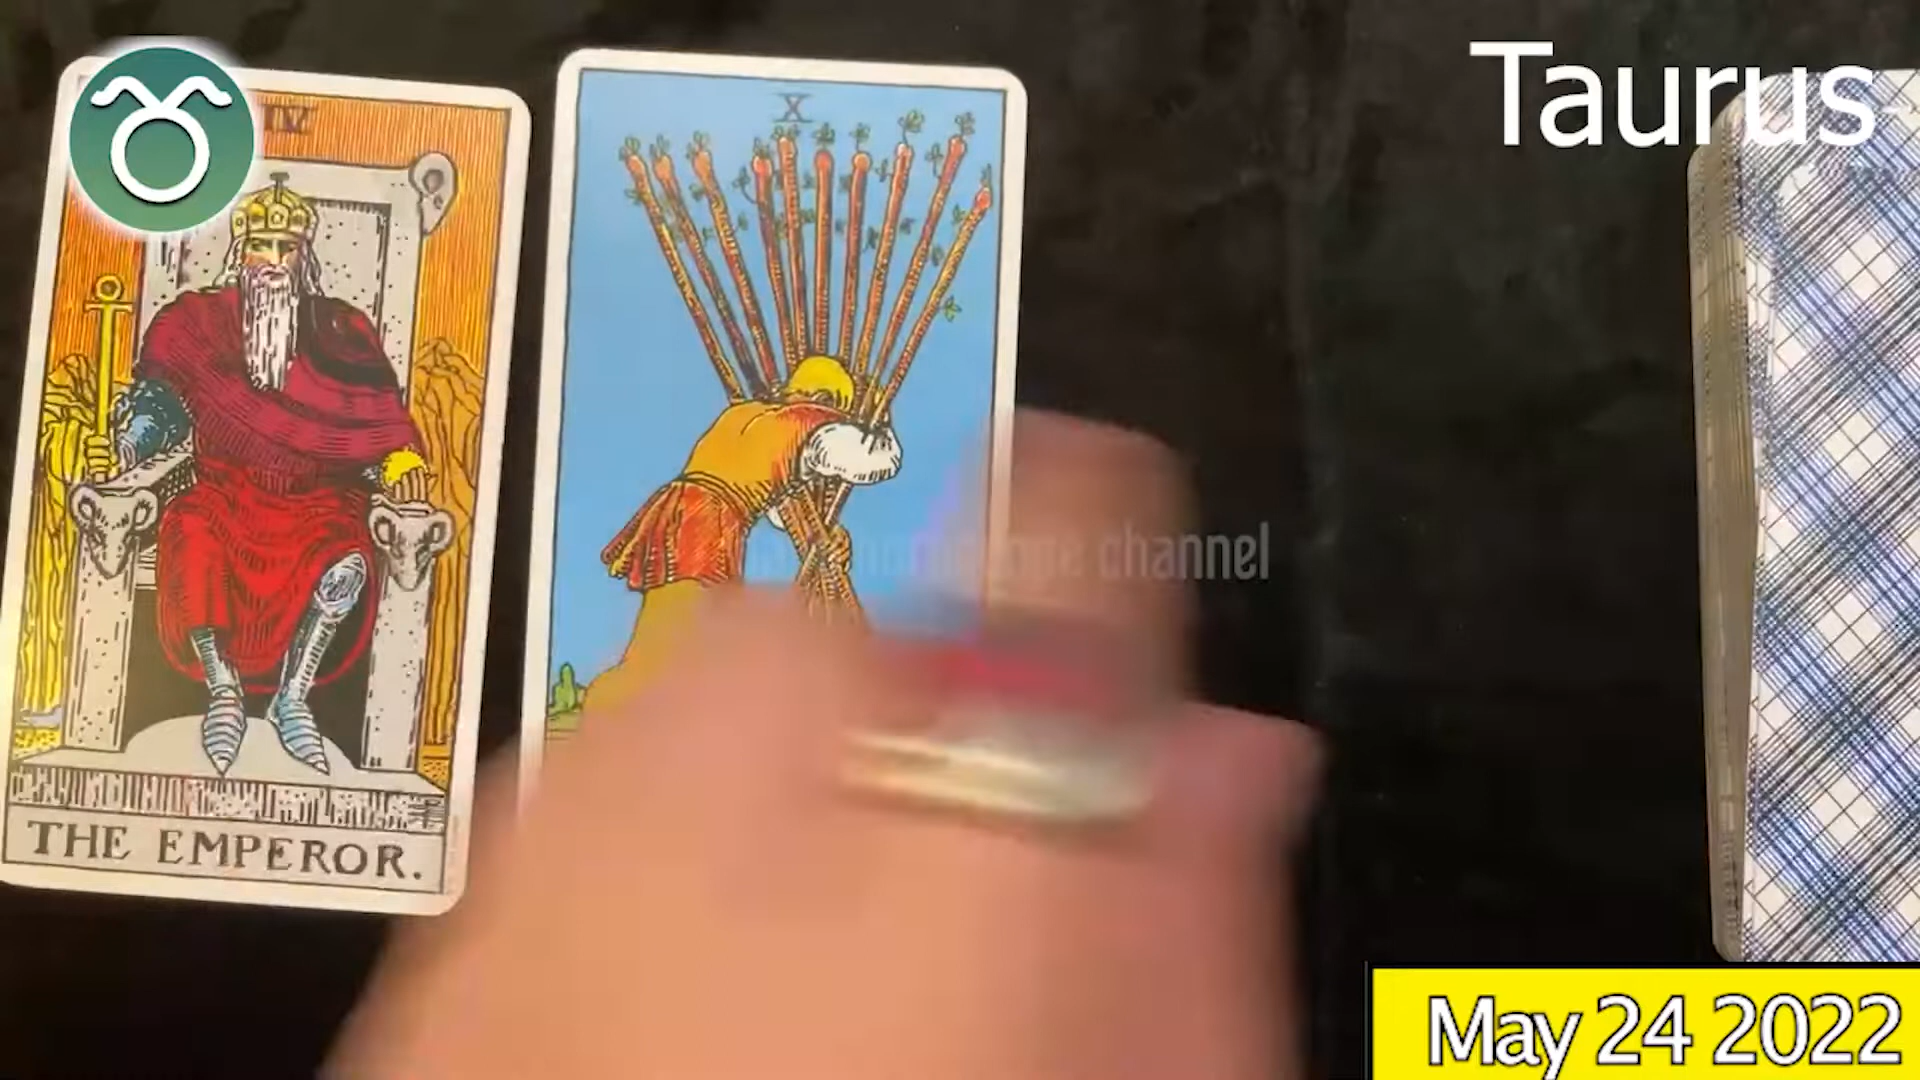 Taurus
IV
X
channel
THE EMPEROR.
May 24 2022